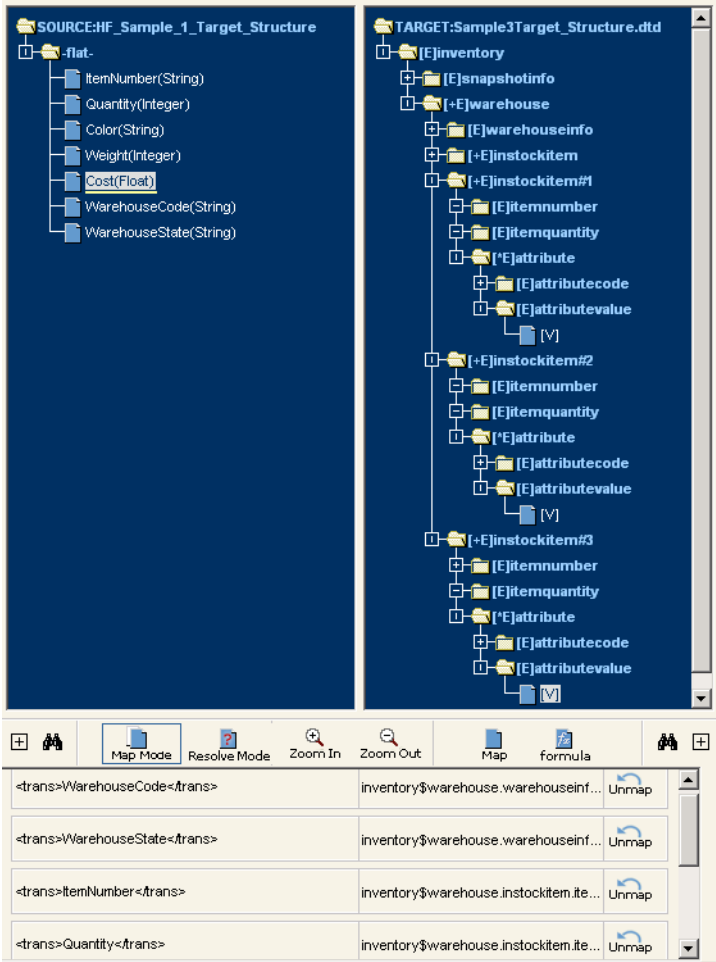 SOURCE:HF_Sample_1_Target_Structure
-flat-
ItemNumber(String)
Quantity(Integer)
Color(String)
Weight(Integer)
Cost(Float)
WarehouseCode(String)
WarehouseState(String)
TARGET:Sample3Target_Structure.dtd
[E]inventory
[E]snapshotinfo
[+E]warehouse
[E]warehouseinfo
[+E]instockitem
[+E]instockitem#1
[E]itemnumber
[E]itemquantity
[*E]attribute
[E]attributecode
[E]attributevalue
[V]
[+E]instockitem#2
[E]itemnumber
[E]itemquantity
[*E]attribute
[E]attributecode
[E]attributevalue
[V]
[+E]instockitem#3
[E]itemnumber
[E]itemquantity
[*E]attribute
[E]attributecode
[E]attributevalue
[V]
Map Mode Resolve Mode Zoom In Zoom Out Map formula
<trans>WarehouseCode</trans> inventory$warehouse.warehouseinf... Unmap
<trans>WarehouseState</trans> inventory$warehouse.warehouseinf... Unmap
<trans>ItemNumber</trans> inventory$warehouse.instockitem.ite... Unmap
<trans>Quantity</trans> inventory$warehouse.instockitem.ite... Unmap